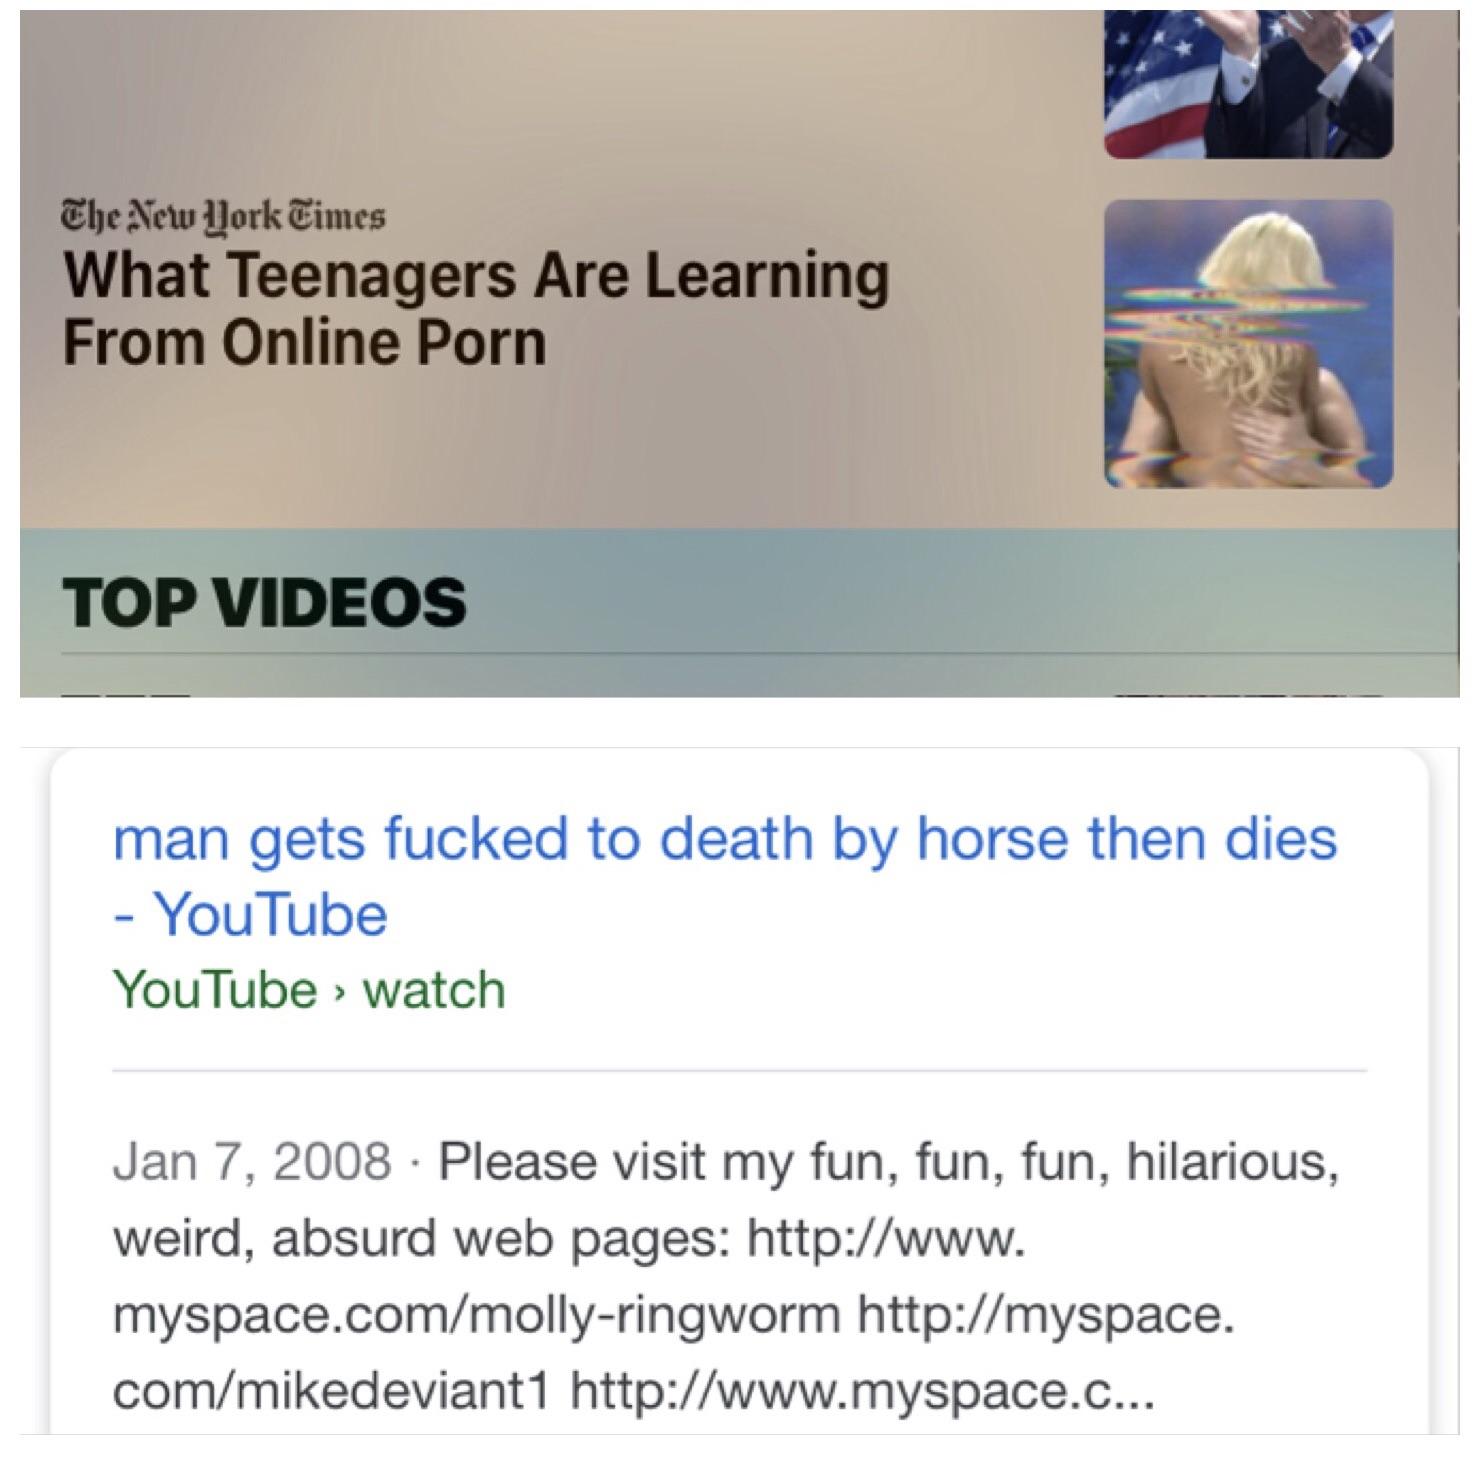 The New York Times
What Teenagers Are Learning
From Online Porn
TOP VIDEOS
man gets fucked to death by horse then dies
- YouTube
YouTube › watch
Jan 7, 2008 · Please visit my fun, fun, fun, hilarious,
weird, absurd web pages: http://www.
myspace.com/molly-ringworm http://myspace.
com/mikedeviant1 http://www.myspace.c...